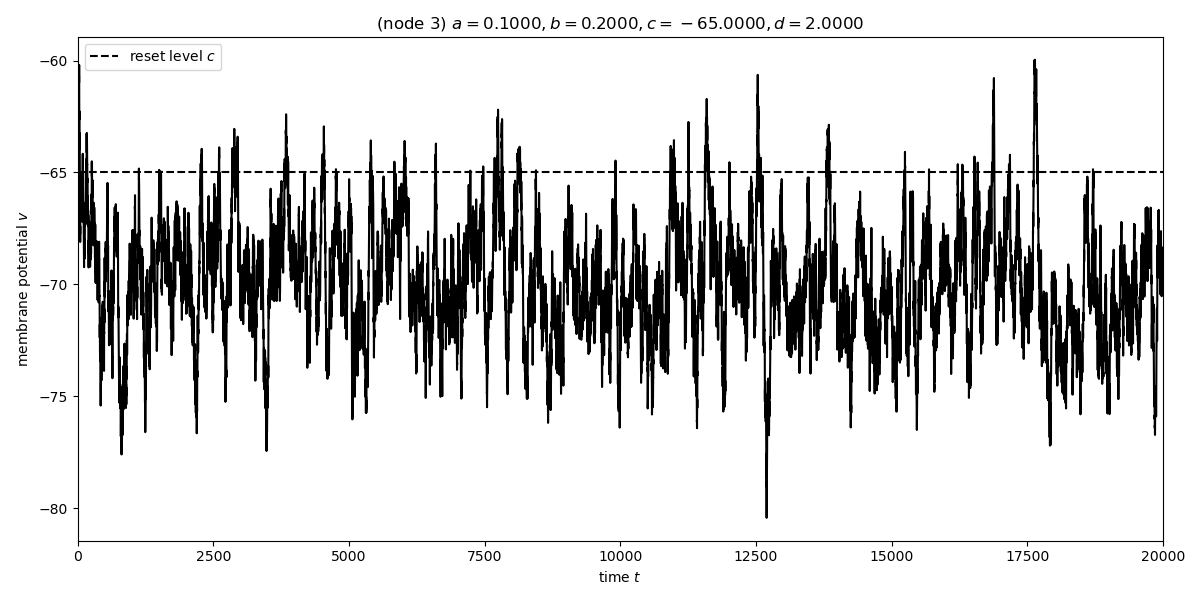 (node 3) a = 0.1000, b = 0.2000, c = −65.0000, d = 2.0000
reset level c
membrane potential v
−60
−65
−70
−75
−80
0 2500 5000 7500 10000 12500 15000 17500 20000
time t